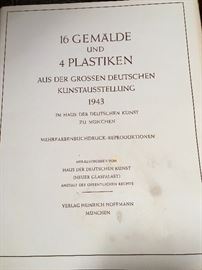 16 GEMÄLDE
UND
4 PLASTIKEN
AUS DER GROSSEN DEUTSCHEN
KUNSTAUSSTELLUNG
1943
IM HAUS DER DEUTSCHEN KUNST
ZU MÜNCHEN
MEHRFARBENBUCHDRUCK-REPRODUKTIONEN
HERAUSGEGEBEN VOM
HAUS DER DEUTSCHEN KUNST
(NEUER GLASPALAST)
ANSTALT DES ÖFFENTLICHEN RECHTS
VERLAG HEINRICH HOFFMANN
MÜNCHEN